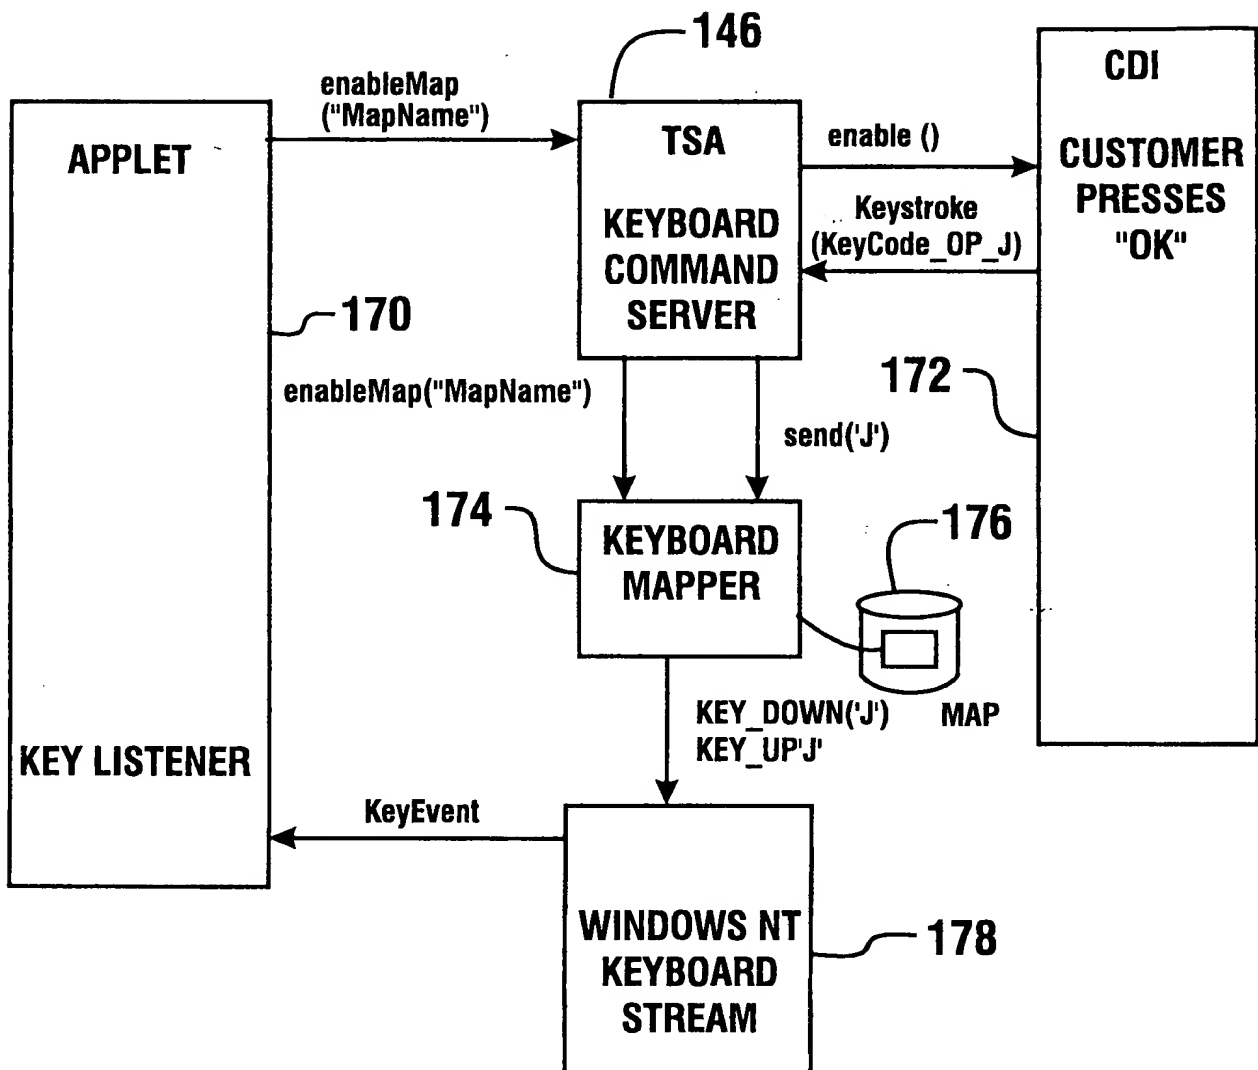 146
enableMap
("MapName")
APPLET
TSA
KEYBOARD
COMMAND
SERVER
enable ()
Keystroke
(KeyCode_OP_J)
CDI
CUSTOMER
PRESSES
"OK"
170
172
enableMap("MapName")
send('J')
174
KEYBOARD
MAPPER
176
MAP
KEY_DOWN('J')
KEY_UP'J'
KEY LISTENER
KeyEvent
WINDOWS NT
KEYBOARD
STREAM
178